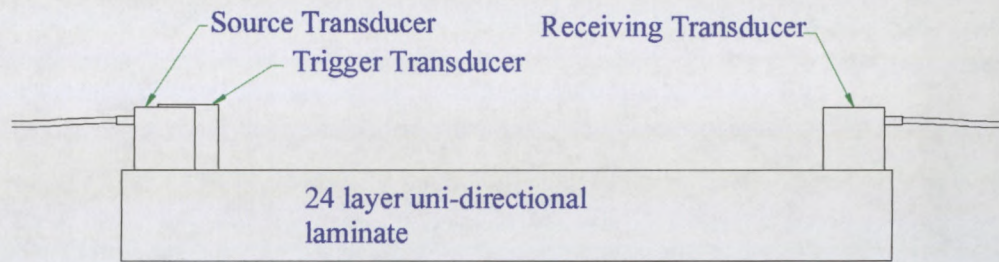 Source Transducer
Receiving Transducer
Trigger Transducer
24 layer uni-directional
laminate